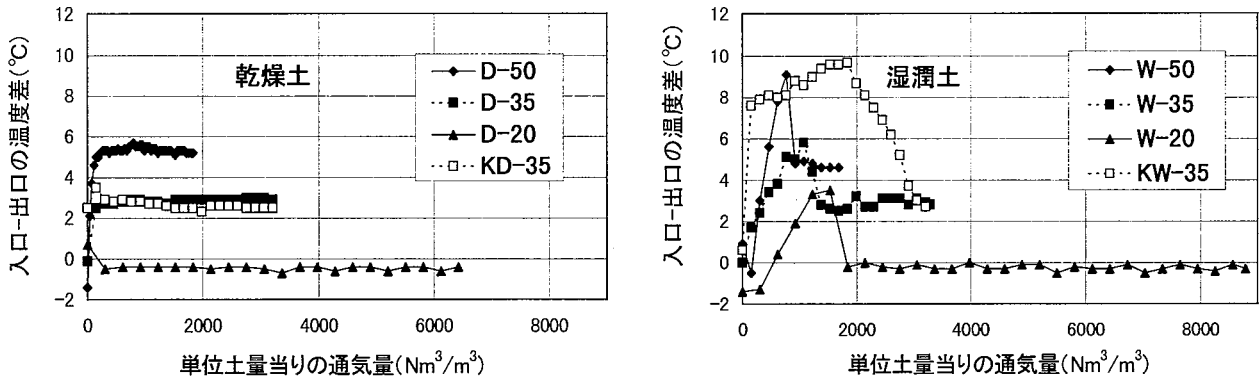 入口-出口の温度差(℃)
12
10
8
6
4
2
0
−2
乾燥土
D-50
D-35
D-20
KD-35
0 2000 4000 6000 8000
単位土量当りの通気量(Nm³/m³)
入口-出口の温度差(℃)
12
10
8
6
4
2
0
−2
湿潤土
W-50
W-35
W-20
KW-35
0 2000 4000 6000 8000
単位土量当りの通気量(Nm³/m³)